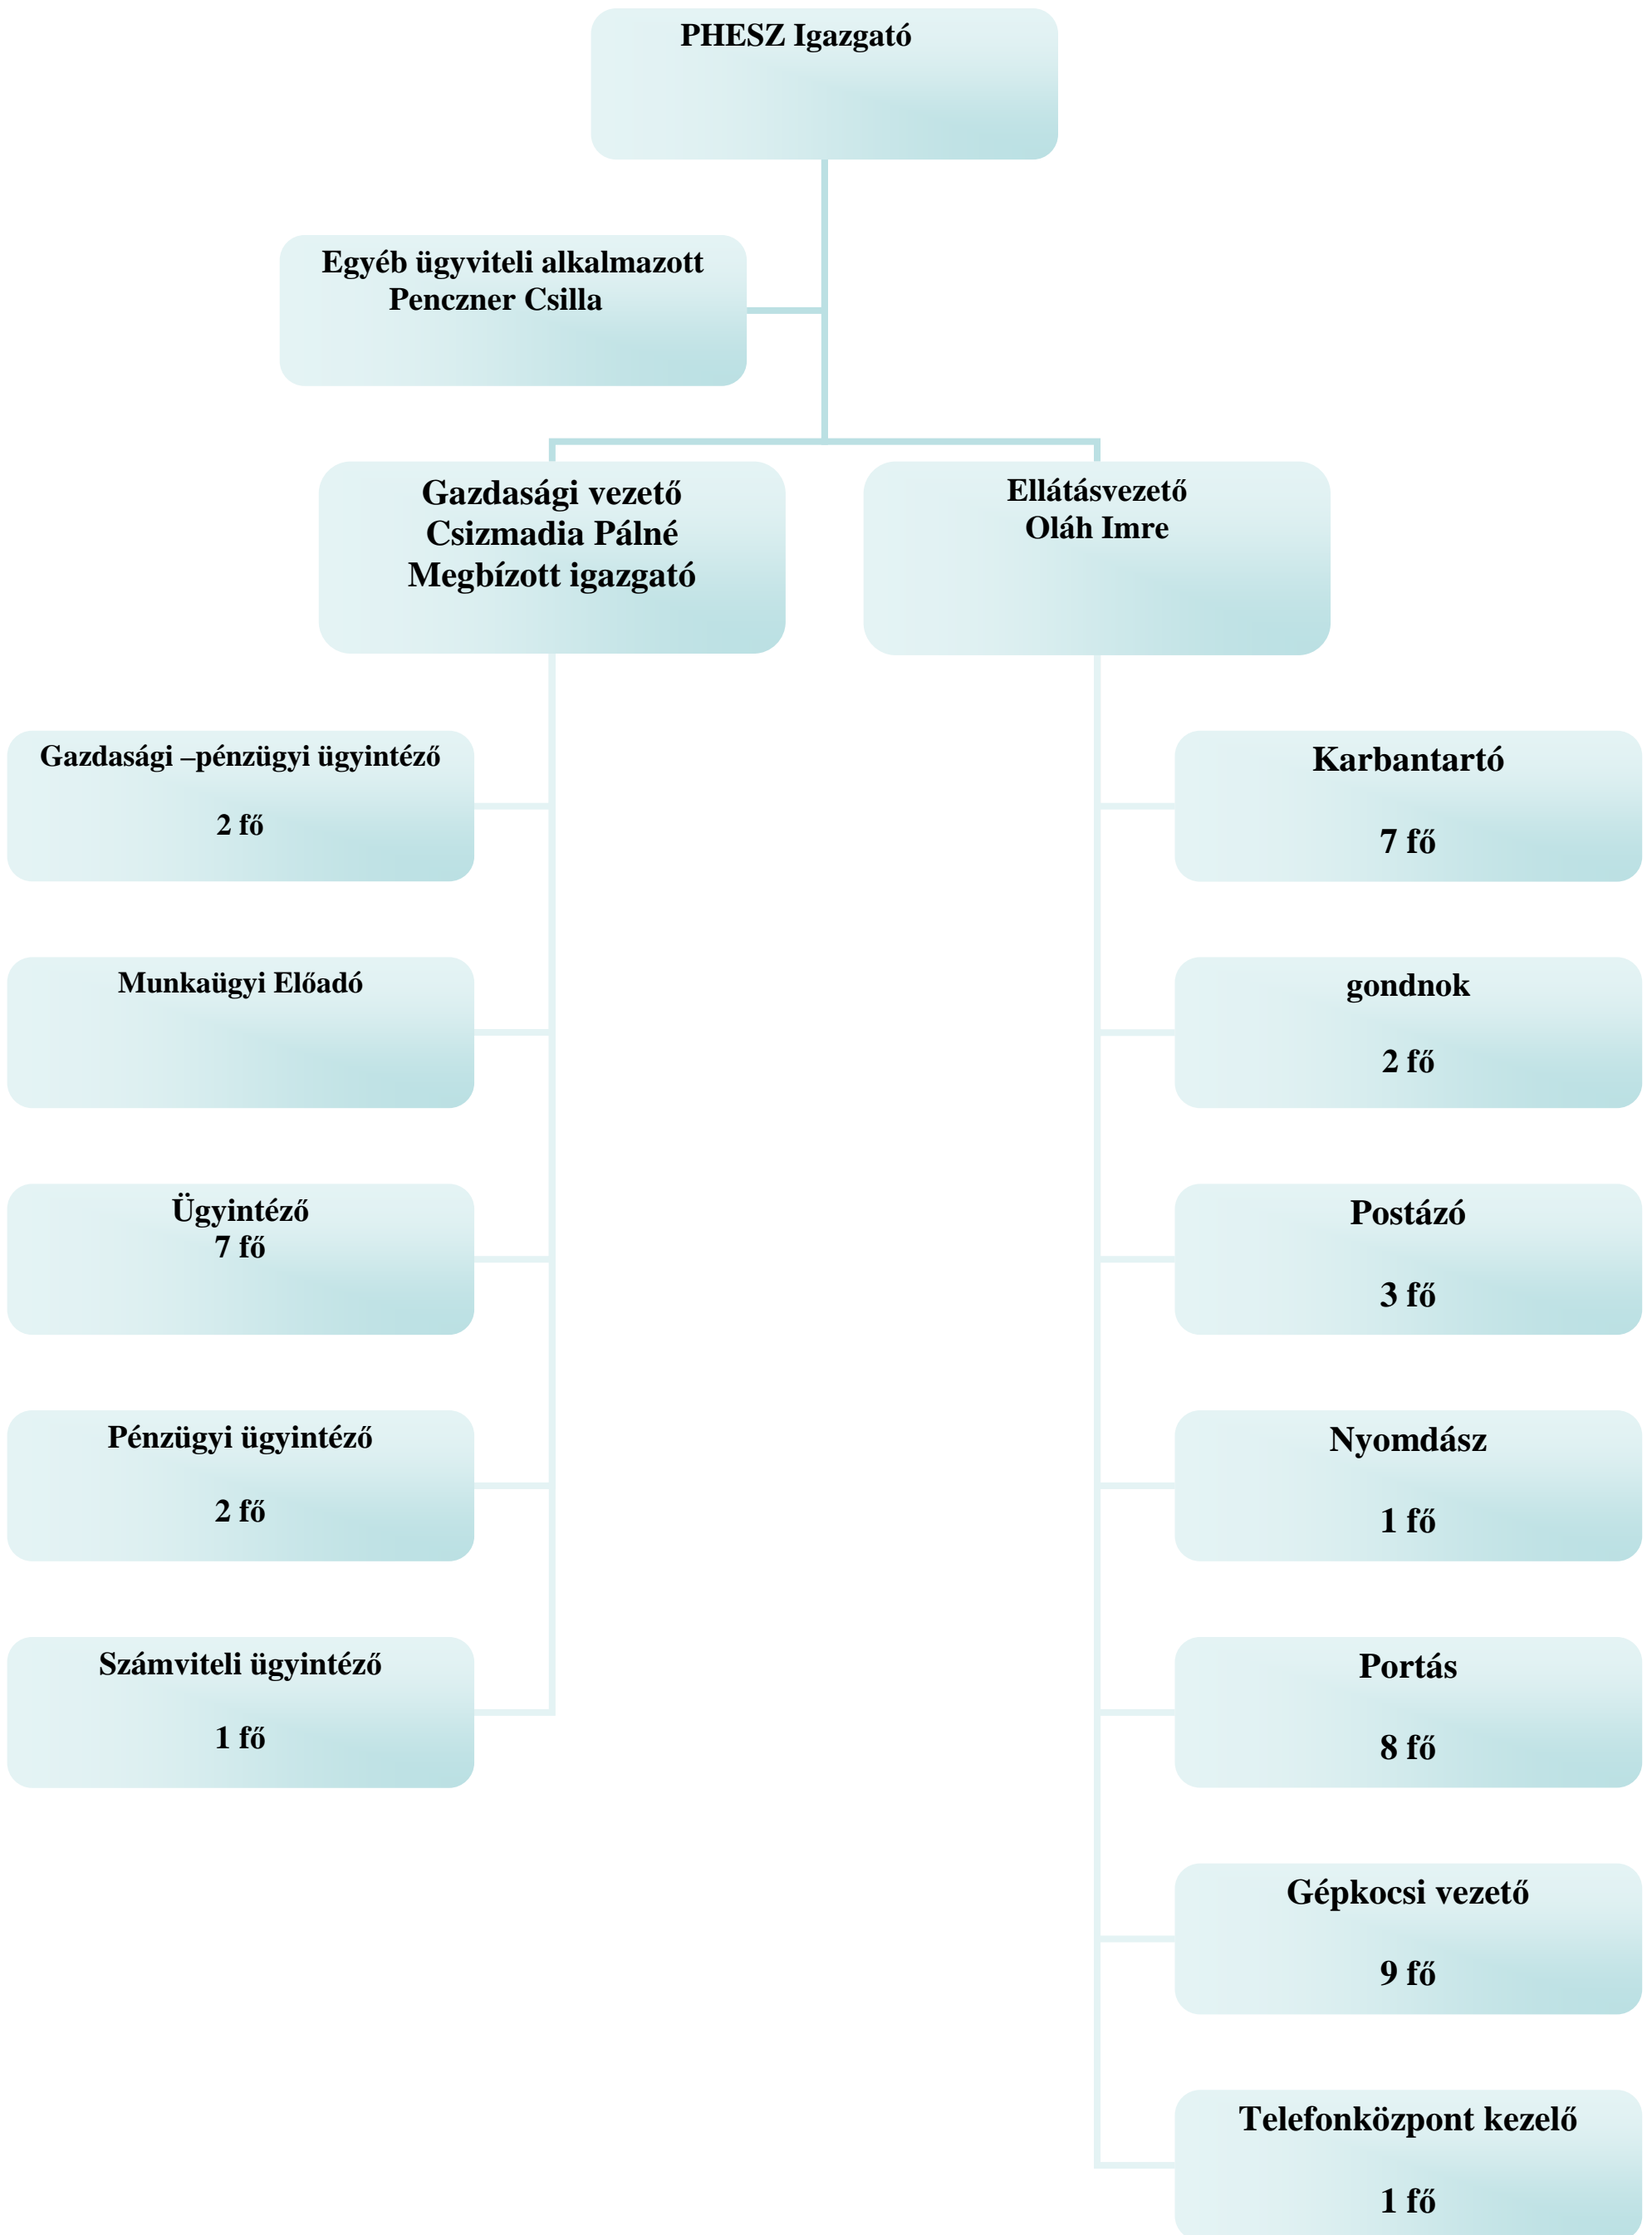 PHESZ Igazgató
Egyéb ügyviteli alkalmazott
Penczner Csilla
Gazdasági vezető
Csizmadia Pálné
Megbízott igazgató
Ellátásvezető
Oláh Imre
Gazdasági –pénzügyi ügyintéző
2 fő
Munkaügyi Előadó
Ügyintéző
7 fő
Pénzügyi ügyintéző
2 fő
Számviteli ügyintéző
1 fő
Karbantartó
7 fő
gondnok
2 fő
Postázó
3 fő
Nyomdász
1 fő
Portás
8 fő
Gépkocsi vezető
9 fő
Telefonközpont kezelő
1 fő